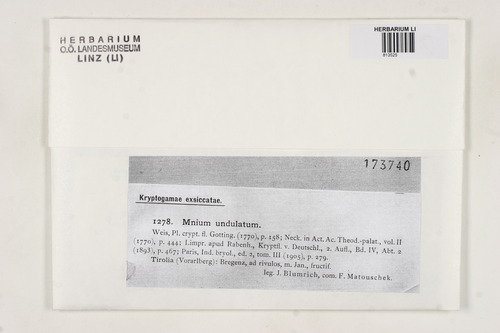 HERBARIUM
O.Ö. LANDESMUSEUM
LINZ (LI)
HERBARIUM LI
813525
173740
Kryptogamae exsiccatae.
1278. Mnium undulatum.
Weis, Pl. crypt. fl. Gotting. (1770), p. 158; Neck. in Act. Ac. Theod.-palat., vol. II
(1770), p. 444; Limpr. apud Rabenh., Kryptfl. v. Deutschl., 2. Aufl., Bd. IV, Abt. 2
(1893), p. 467; Paris, Ind. bryol., ed. 2, tom. III (1905), p. 279.
Tirolia (Vorarlberg): Bregenz, ad rivulos, m. Jan., fructif.
leg. J. Blumrich, com. F. Matouschek.